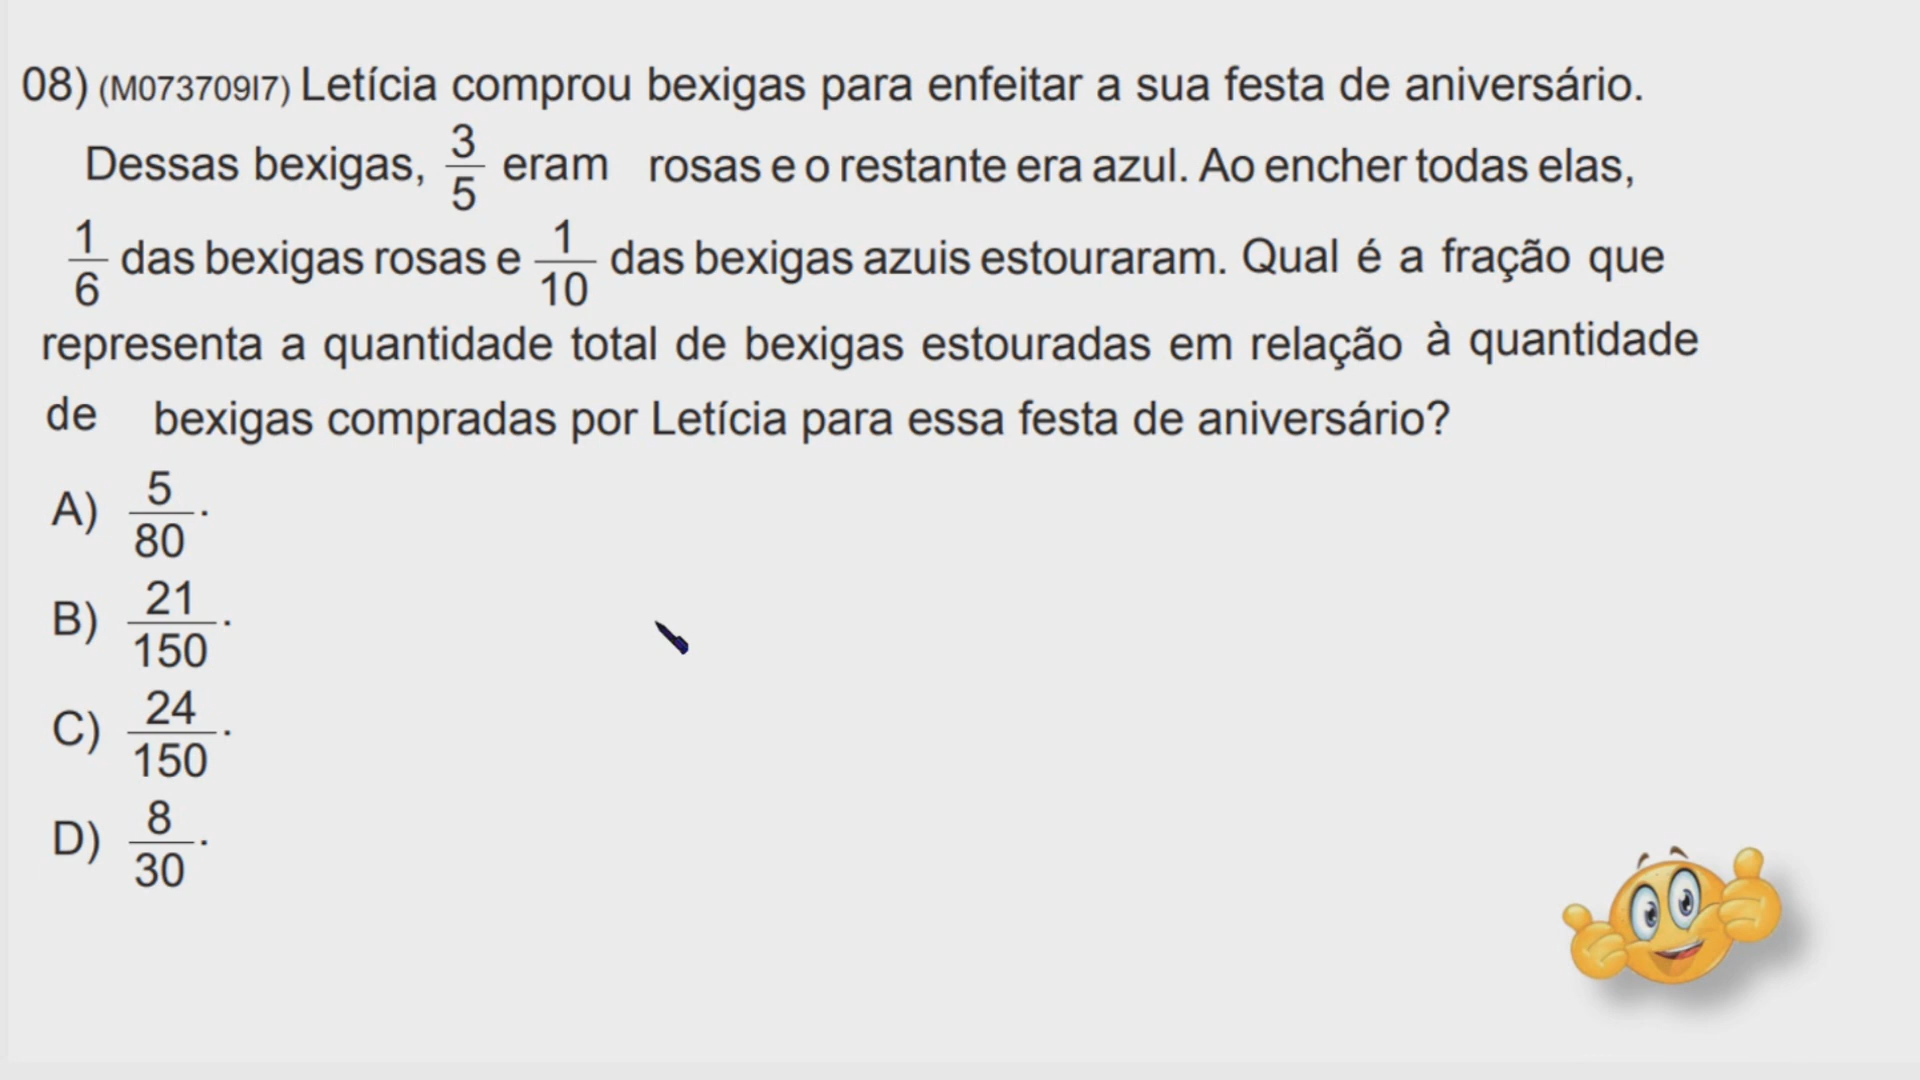 08) (M073709I7) Letícia comprou bexigas para enfeitar a sua festa de aniversário.
Dessas bexigas, 3/5 eram rosas e o restante era azul. Ao encher todas elas,
1/6 das bexigas rosas e 1/10 das bexigas azuis estouraram. Qual é a fração que
representa a quantidade total de bexigas estouradas em relação à quantidade
de bexigas compradas por Letícia para essa festa de aniversário?
A) 5/80.
B) 21/150.
C) 24/150.
D) 8/30.